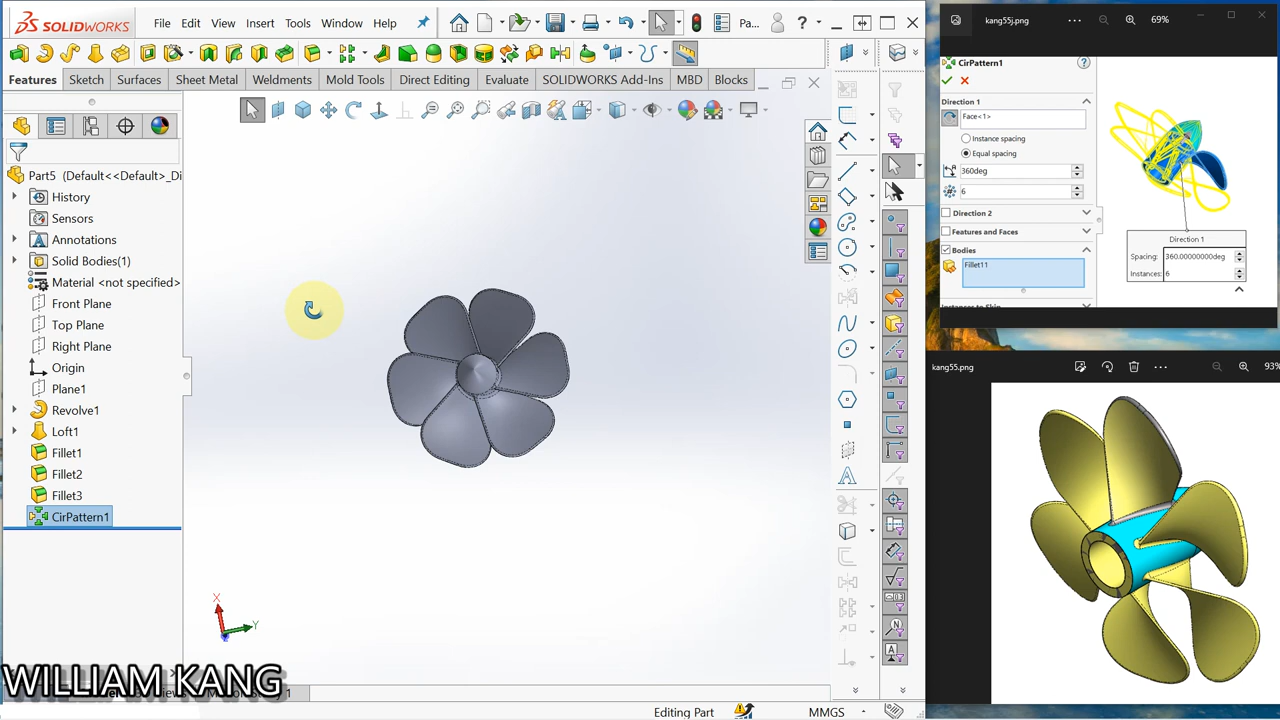 SOLIDWORKS
File Edit View Insert Tools Window Help
Pa...
Features Sketch Surfaces Sheet Metal Weldments Mold Tools Direct Editing Evaluate SOLIDWORKS Add-Ins MBD Blocks
Part5 (Default<<Default>_Di
History
Sensors
Annotations
Solid Bodies(1)
Material <not specified>
Front Plane
Top Plane
Right Plane
Origin
Plane1
Revolve1
Loft1
Fillet1
Fillet2
Fillet3
CirPattern1
X
Y
WILLIAM KANG
Editing Part
MMGS
kang55j.png
69%
CirPattern1
Direction 1
Face<1>
Instance spacing
Equal spacing
360deg
6
Direction 2
Features and Faces
Bodies
Fillet11
Instances to Skip
Direction 1
Spacing: 360.00000000deg
Instances: 6
kang55.png
93%